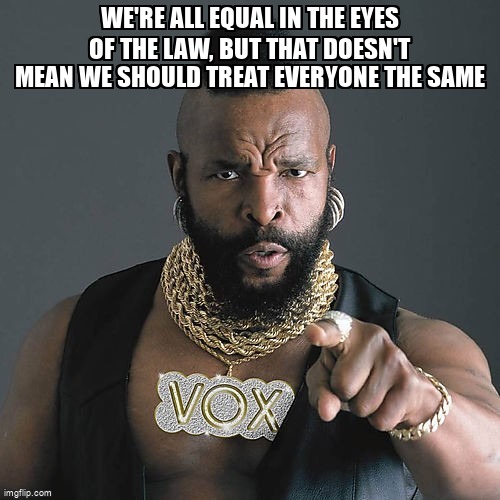 WE'RE ALL EQUAL IN THE EYES
OF THE LAW, BUT THAT DOESN'T
MEAN WE SHOULD TREAT EVERYONE THE SAME
VOX
imgflip.com